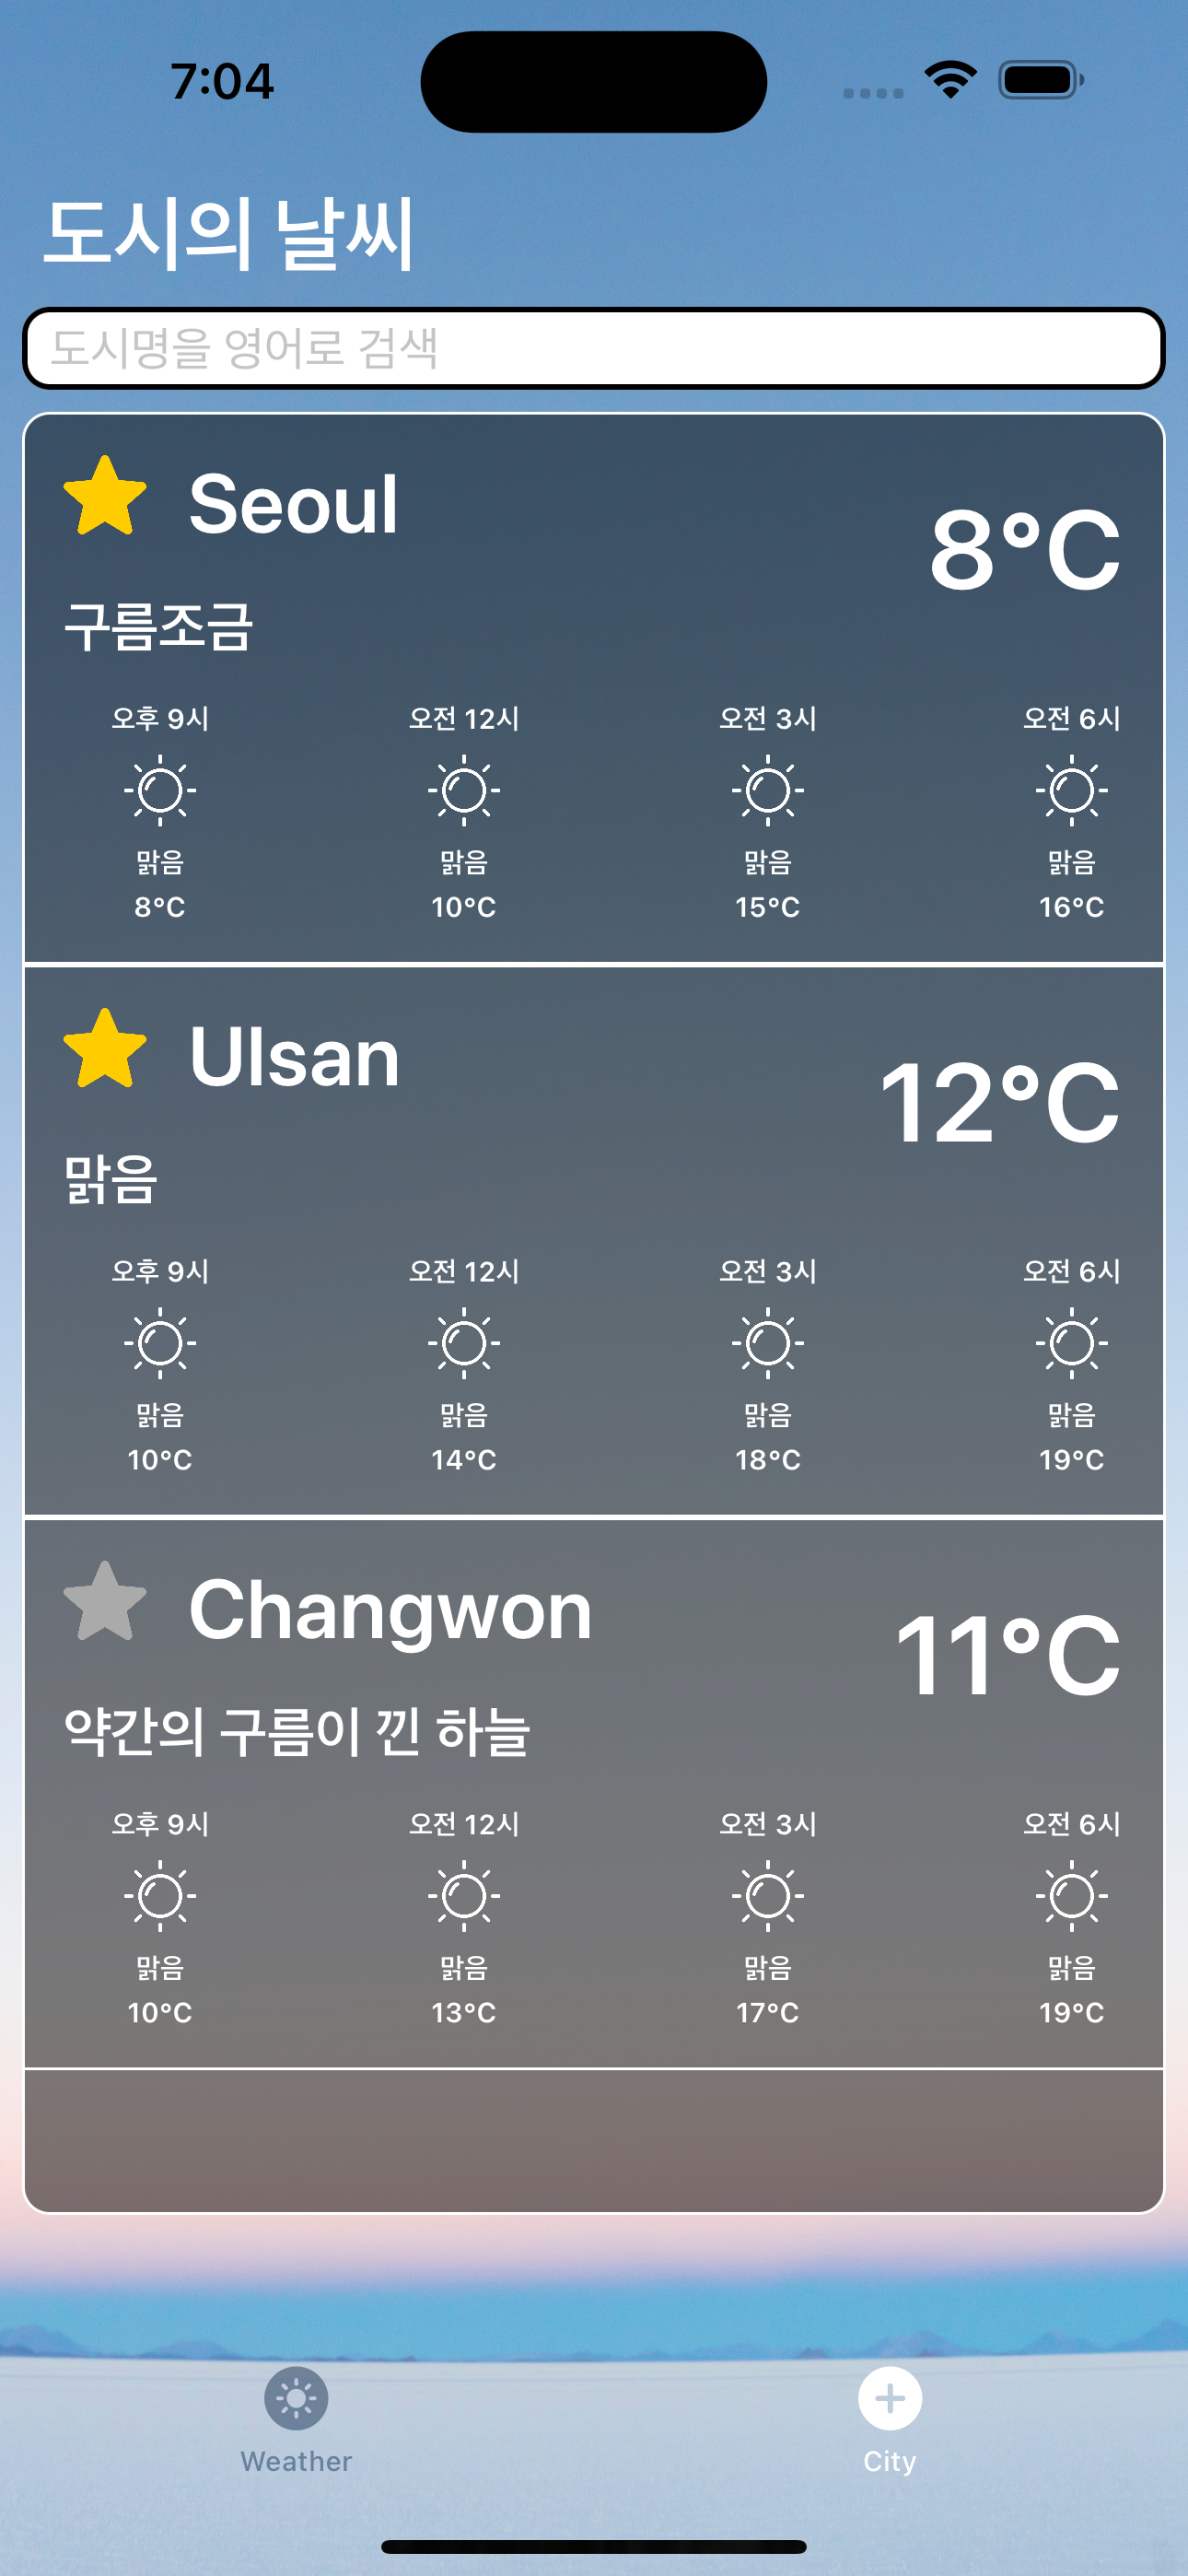 7:04
도시의 날씨
도시명을 영어로 검색
Seoul
8°C
구름조금
오후 9시 오전 12시 오전 3시 오전 6시
맑음 맑음 맑음 맑음
8°C 10°C 15°C 16°C
Ulsan
12°C
맑음
오후 9시 오전 12시 오전 3시 오전 6시
맑음 맑음 맑음 맑음
10°C 14°C 18°C 19°C
Changwon
11°C
약간의 구름이 낀 하늘
오후 9시 오전 12시 오전 3시 오전 6시
맑음 맑음 맑음 맑음
10°C 13°C 17°C 19°C
Weather City